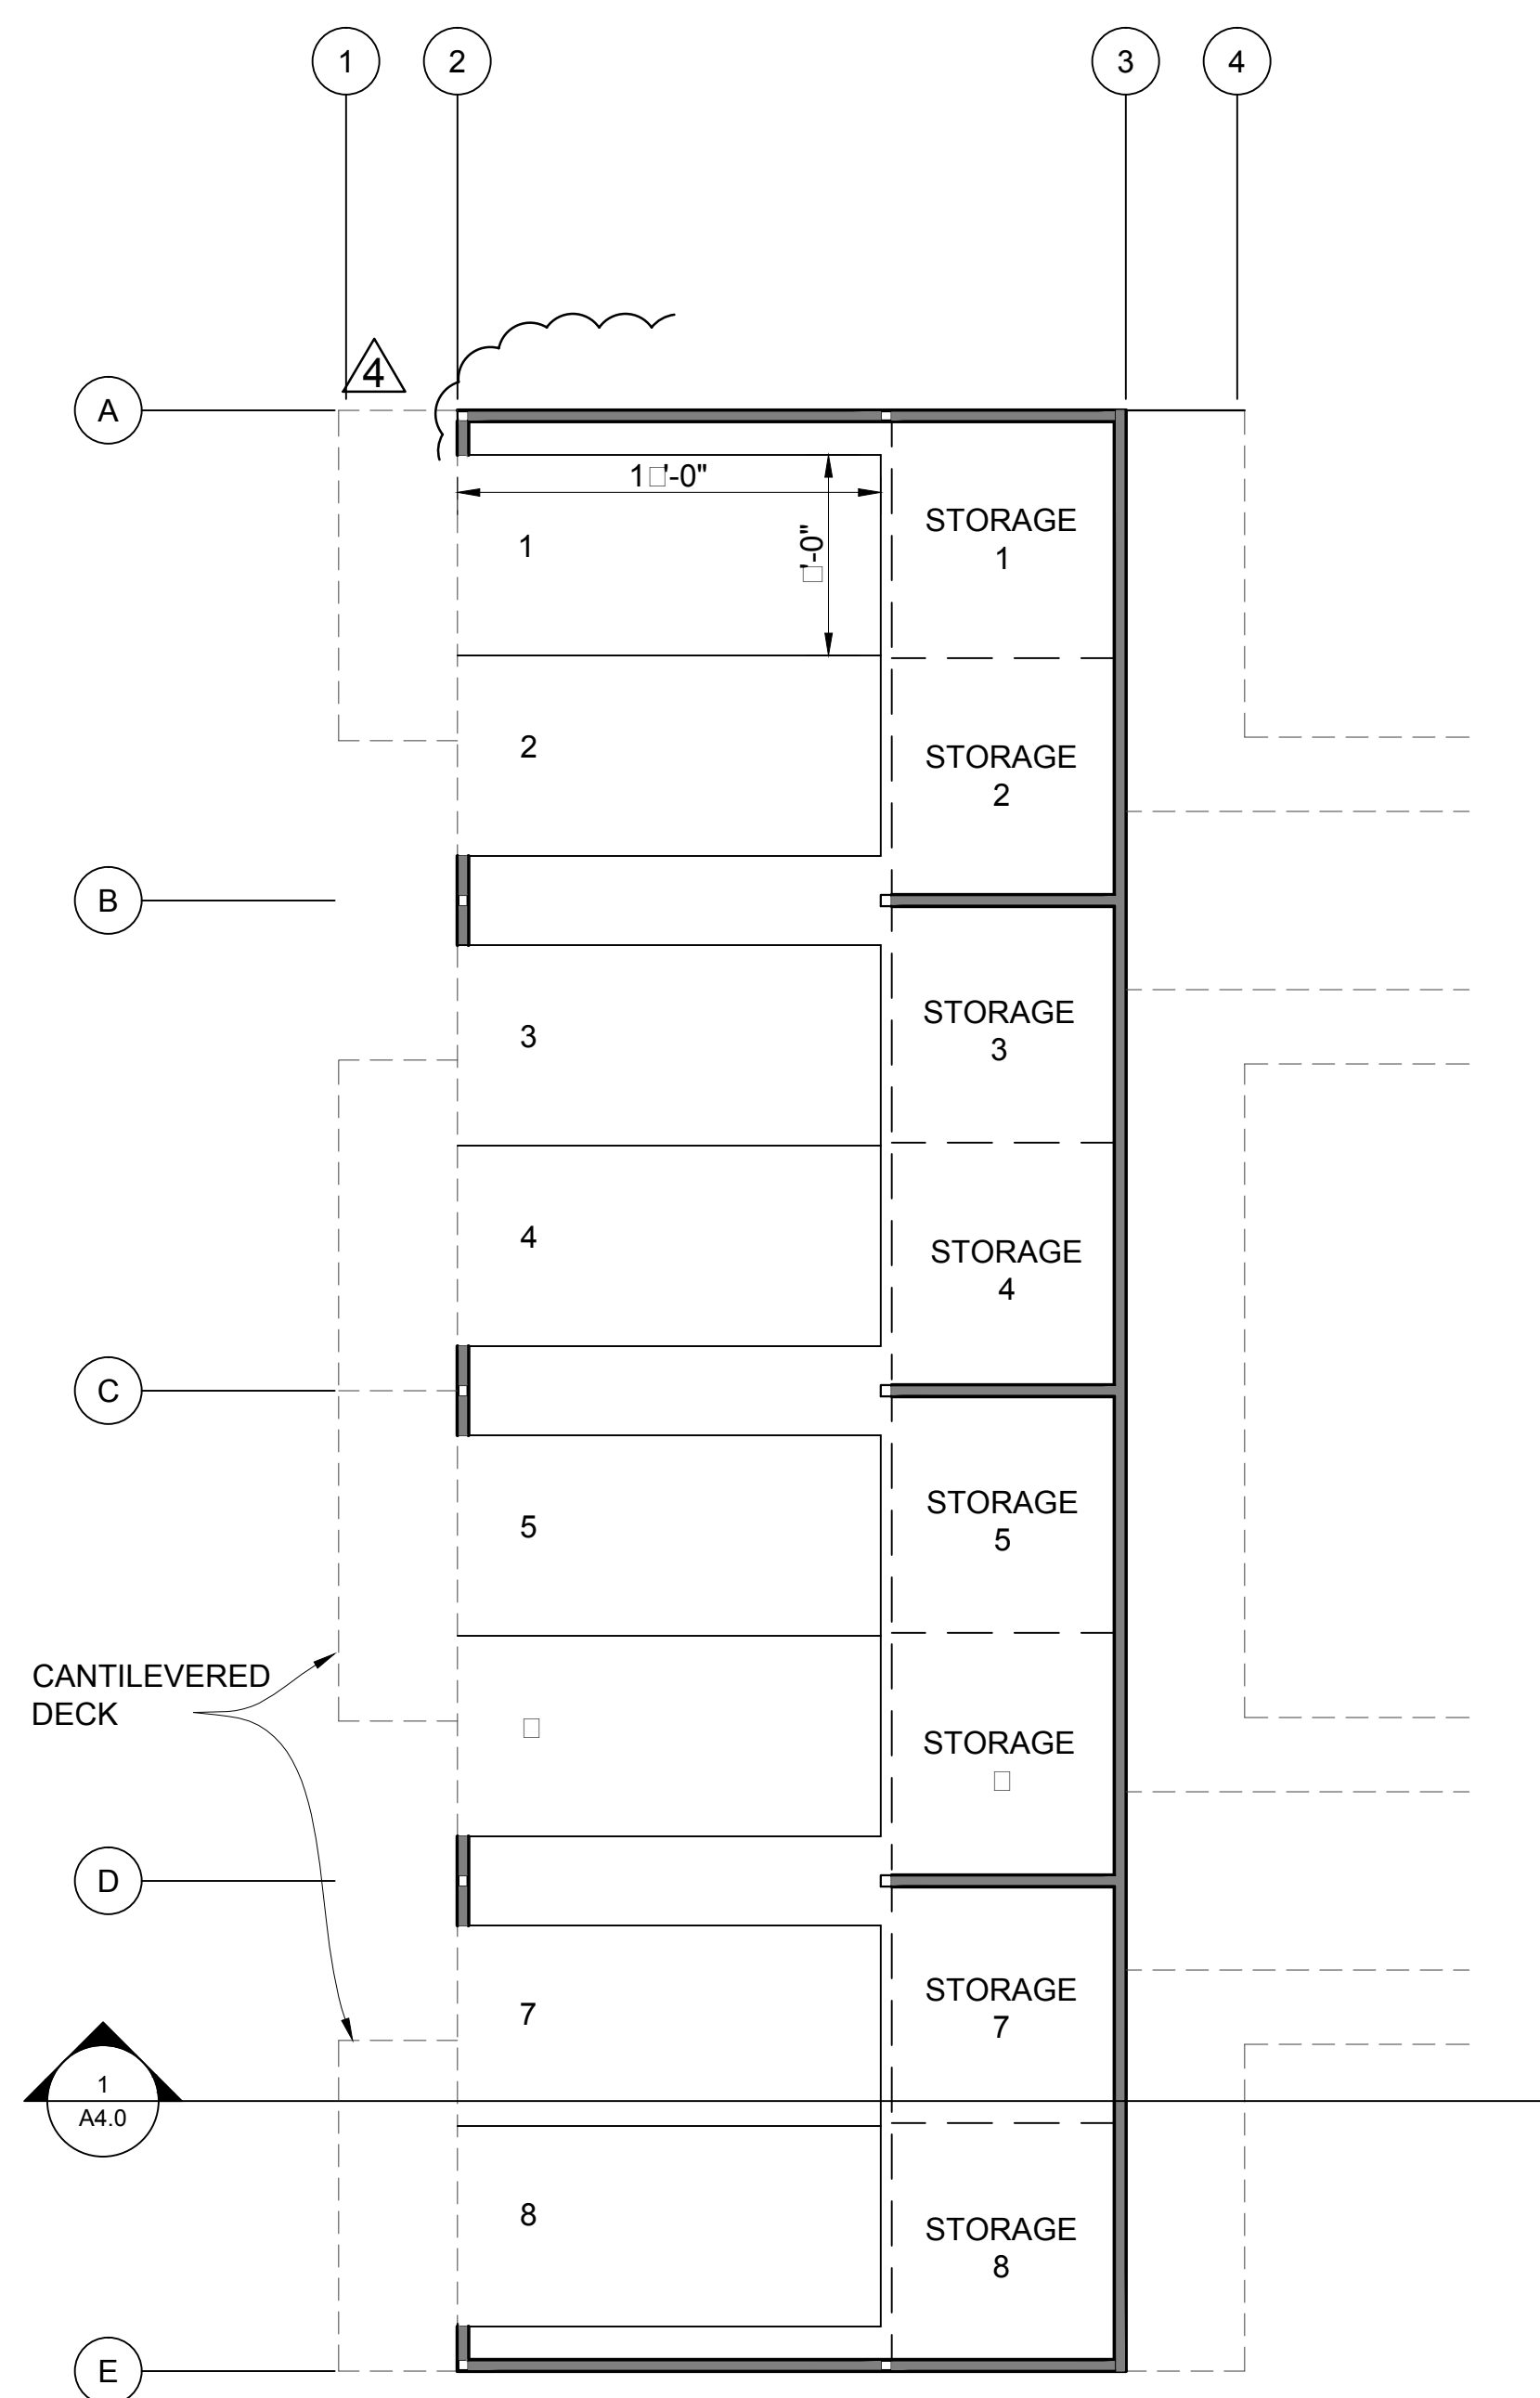 1
2
3
4
4
A
1□'-0"
□'-0"
1
STORAGE
1
2
STORAGE
2
B
3
STORAGE
3
4
STORAGE
4
C
5
STORAGE
5
CANTILEVERED
DECK
□
STORAGE
□
D
7
STORAGE
7
1
A4.0
8
STORAGE
8
E